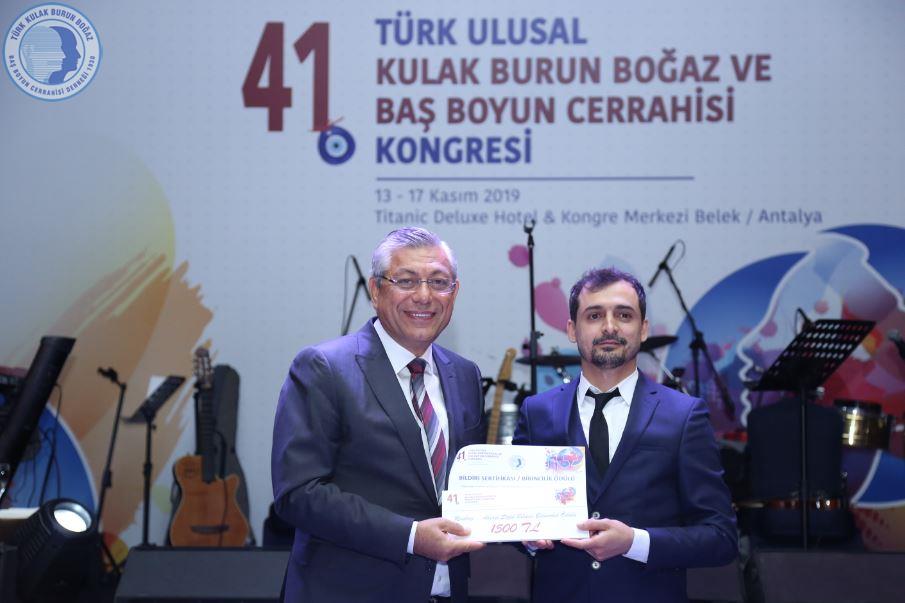 TÜRK KULAK BURUN BOĞAZ
BAŞ BOYUN CERRAHİSİ DERNEĞİ 1930
41.
TÜRK ULUSAL
KULAK BURUN BOĞAZ VE
BAŞ BOYUN CERRAHİSİ
KONGRESİ
13 - 17 Kasım 2019
Titanic Deluxe Hotel & Kongre Merkezi Belek / Antalya
41
BİLDİRİ SERTİFİKASI / BİRİNCİLİK ÖDÜLÜ
41
1500 TL